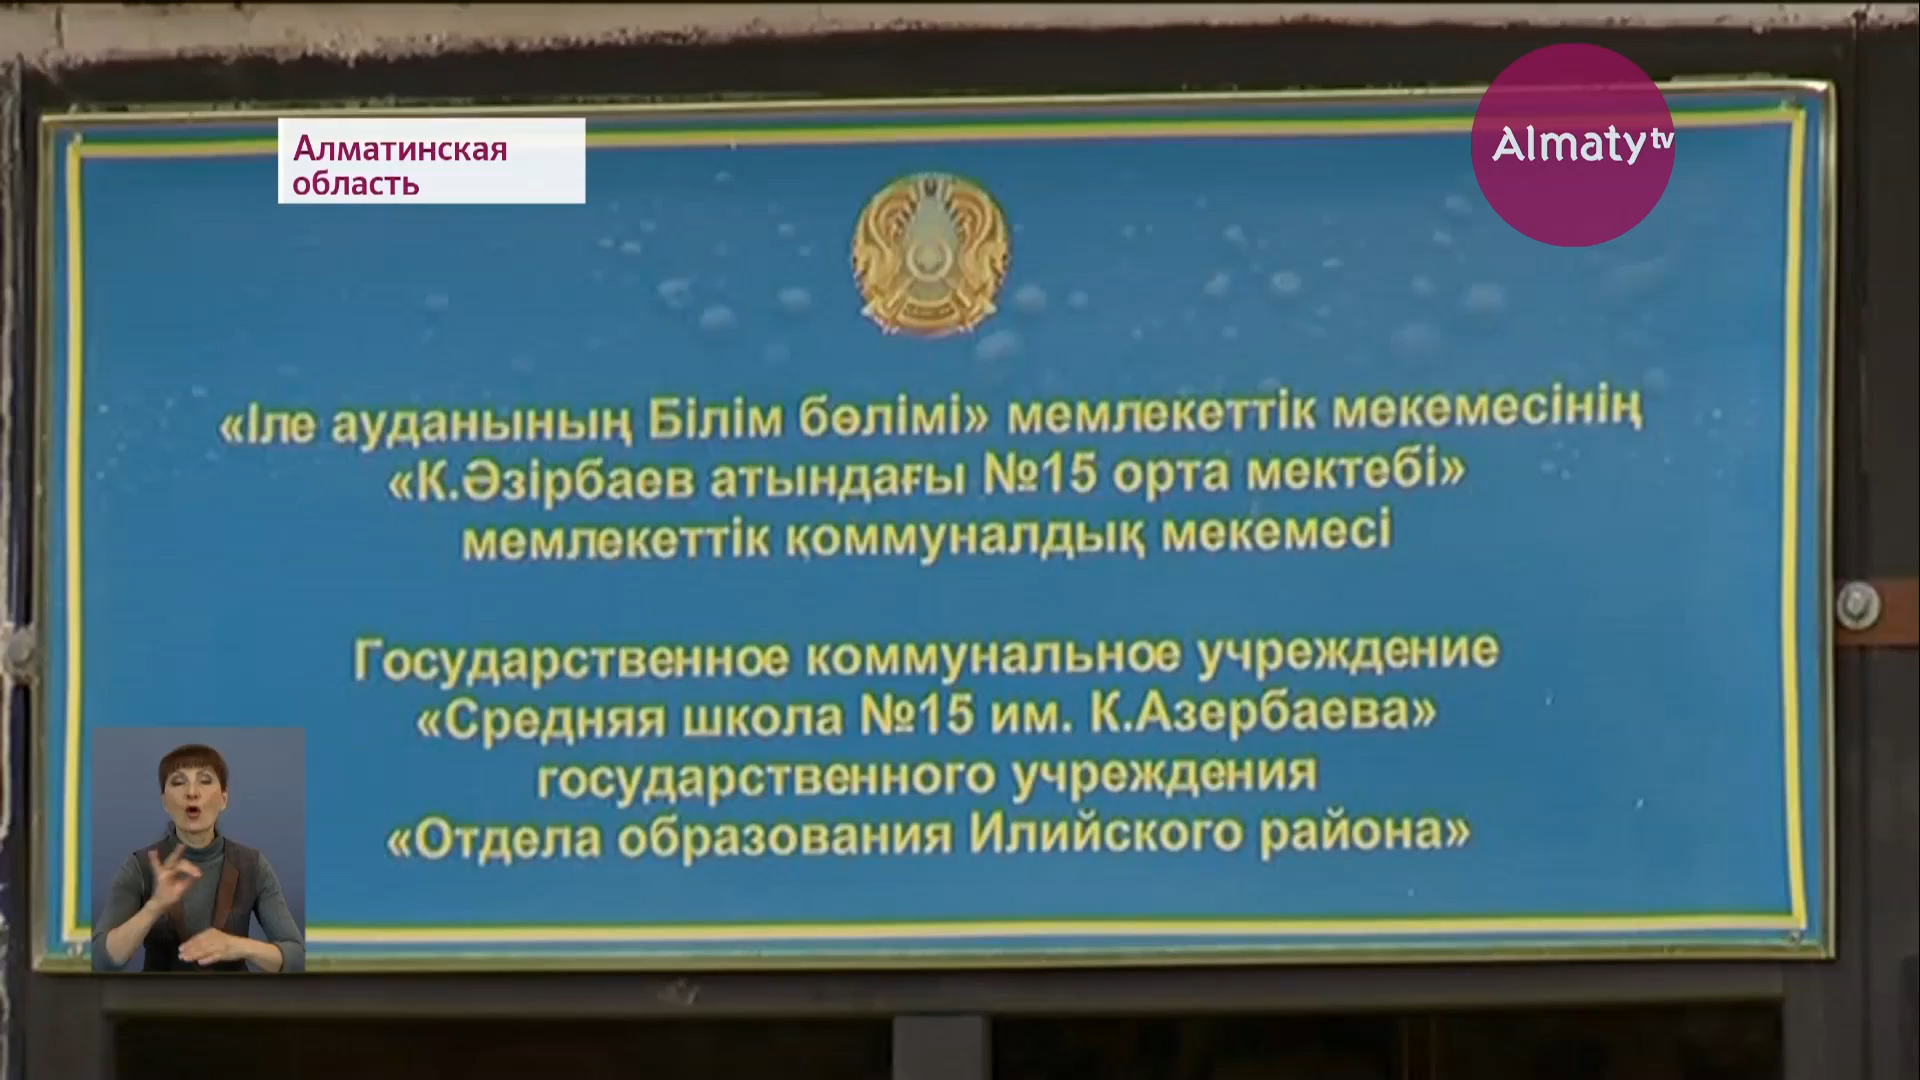 Алматинская
область
Almaty tv
«Іле ауданының Білім бөлімі» мемлекеттік мекемесінің
«К.Әзірбаев атындағы №15 орта мектебі»
мемлекеттік коммуналдық мекемесі
Государственное коммунальное учреждение
«Средняя школа №15 им. К.Азербаева»
государственного учреждения
«Отдела образования Илийского района»